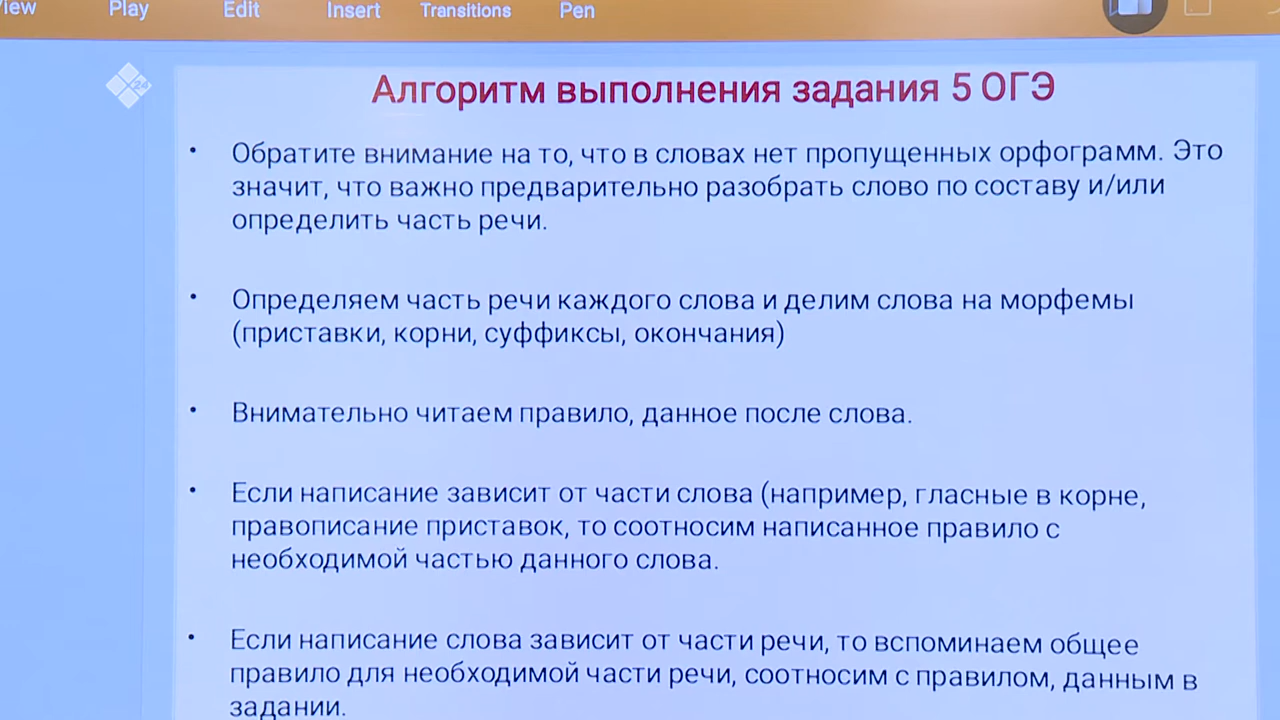 Play Edit Insert Transitions Pen
24
Алгоритм выполнения задания 5 ОГЭ
• Обратите внимание на то, что в словах нет пропущенных орфограмм. Это
значит, что важно предварительно разобрать слово по составу и/или
определить часть речи.
• Определяем часть речи каждого слова и делим слова на морфемы
(приставки, корни, суффиксы, окончания)
• Внимательно читаем правило, данное после слова.
• Если написание зависит от части слова (например, гласные в корне,
правописание приставок, то соотносим написанное правило с
необходимой частью данного слова.
• Если написание слова зависит от части речи, то вспоминаем общее
правило для необходимой части речи, соотносим с правилом, данным в
задании.